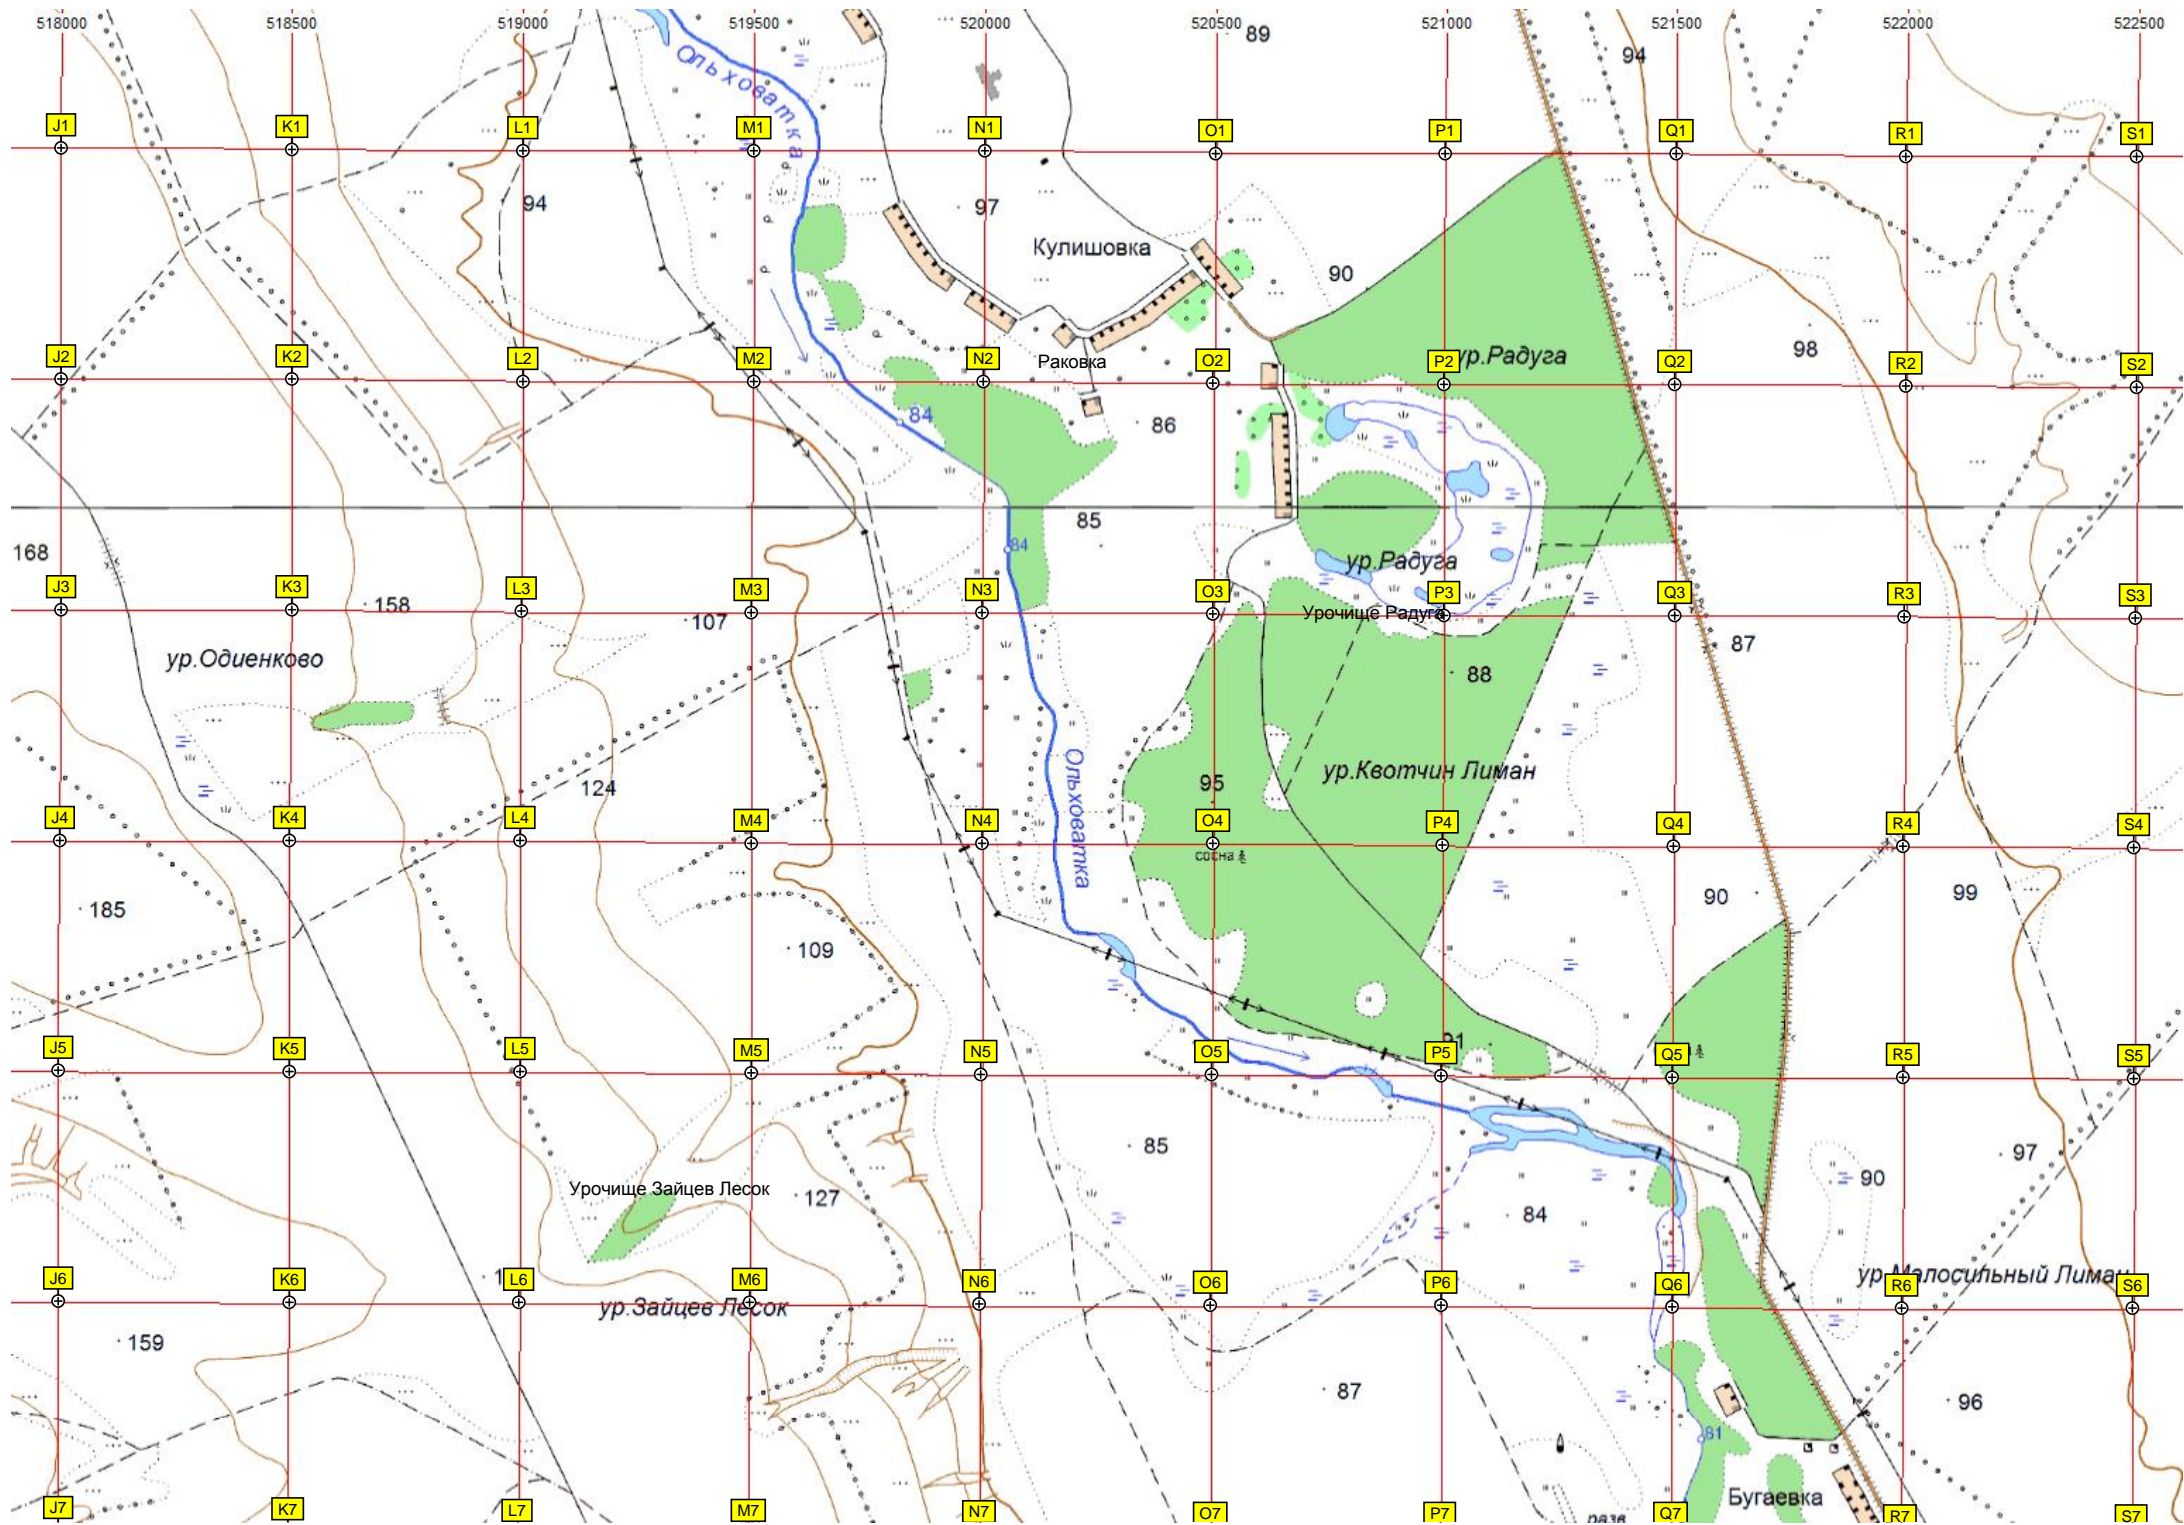 518000 518500 519000 519500 520000 520500 521000 521500 522000 522500
89
94
Ольховатка
J1 K1 L1 M1 N1 O1 P1 Q1 R1 S1
94
97
Кулишовка
90
98
ур.Радуга
Раковка
J2 K2 L2 M2 N2 O2 P2 Q2 R2 S2
84
86
85
168
84
ур.Радуга
J3 K3 L3 M3 N3 O3 P3 Q3 R3 S3
158
107
Урочище Радуга
87
ур.Одиенково
88
Ольховатка
95
ур.Квотчин Лиман
124
J4 K4 L4 M4 N4 O4 P4 Q4 R4 S4
сосна
185
90
99
109
91
J5 K5 L5 M5 N5 O5 P5 Q5 R5 S5
85
97
Урочище Зайцев Лесок
127
90
84
ур.Малосильный Лиман
J6 K6 L6 M6 N6 O6 P6 Q6 R6 S6
ур.Зайцев Лесок
159
87
96
81
Бугаевка
J7 K7 L7 M7 N7 O7 P7 Q7 R7 S7